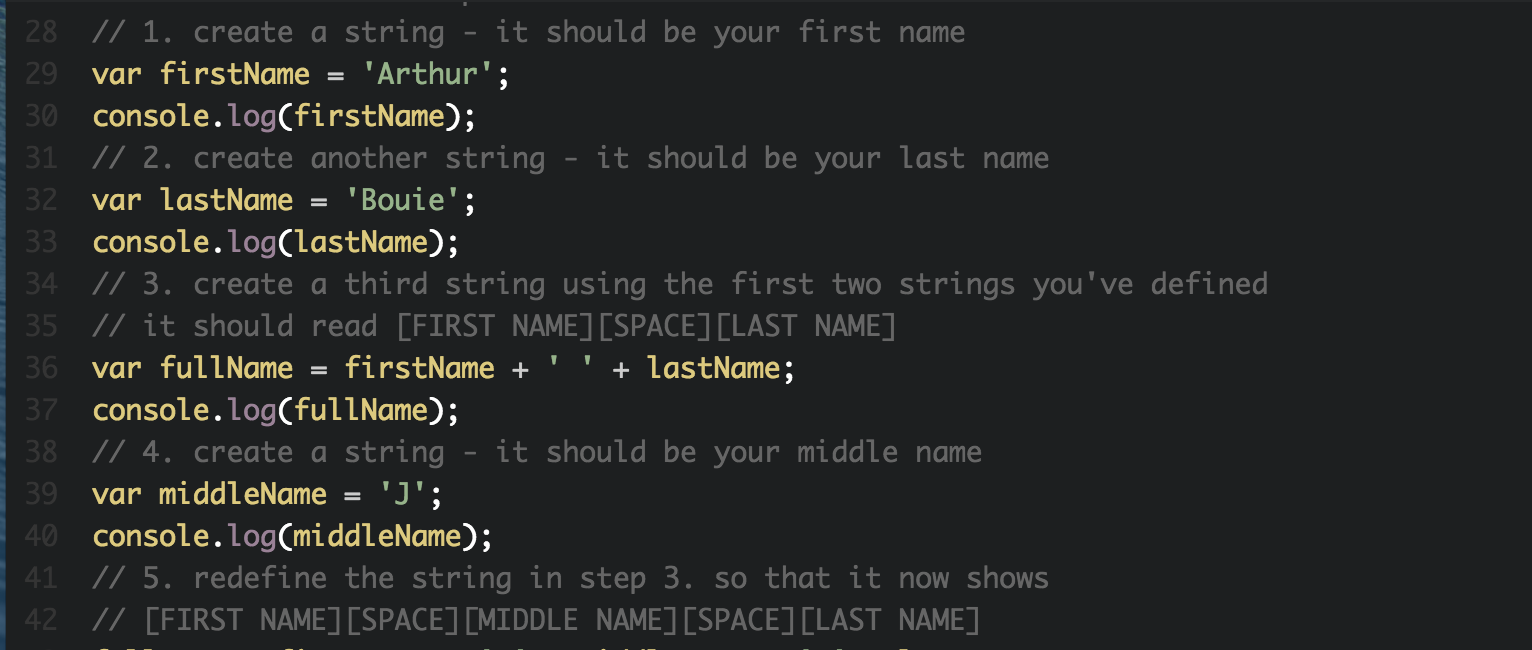 28 // 1. create a string - it should be your first name
29 var firstName = 'Arthur';
30 console.log(firstName);
31 // 2. create another string - it should be your last name
32 var lastName = 'Bouie';
33 console.log(lastName);
34 // 3. create a third string using the first two strings you've defined
35 // it should read [FIRST NAME][SPACE][LAST NAME]
36 var fullName = firstName + ' ' + lastName;
37 console.log(fullName);
38 // 4. create a string - it should be your middle name
39 var middleName = 'J';
40 console.log(middleName);
41 // 5. redefine the string in step 3. so that it now shows
42 // [FIRST NAME][SPACE][MIDDLE NAME][SPACE][LAST NAME]